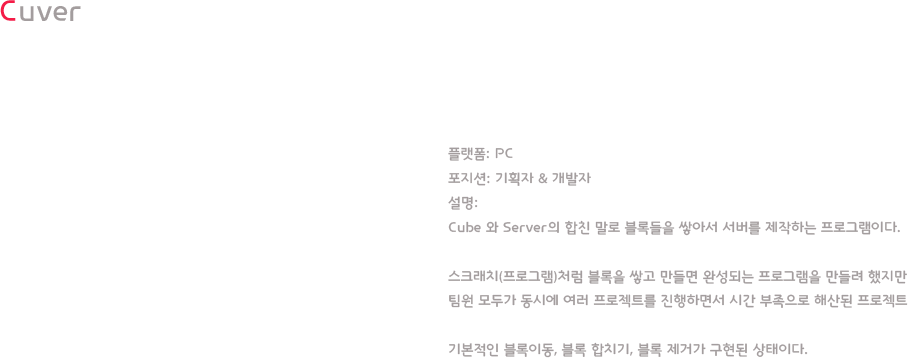 Cuver
플랫폼: PC
포지션: 기획자 & 개발자
설명:
Cube 와 Server의 합친 말로 블록들을 쌓아서 서버를 제작하는 프로그램이다.
스크래치(프로그램)처럼 블록을 쌓고 만들면 완성되는 프로그램을 만들려 했지만
팀원 모두가 동시에 여러 프로젝트를 진행하면서 시간 부족으로 해산된 프로젝트
기본적인 블록이동, 블록 합치기, 블록 제거가 구현된 상태이다.